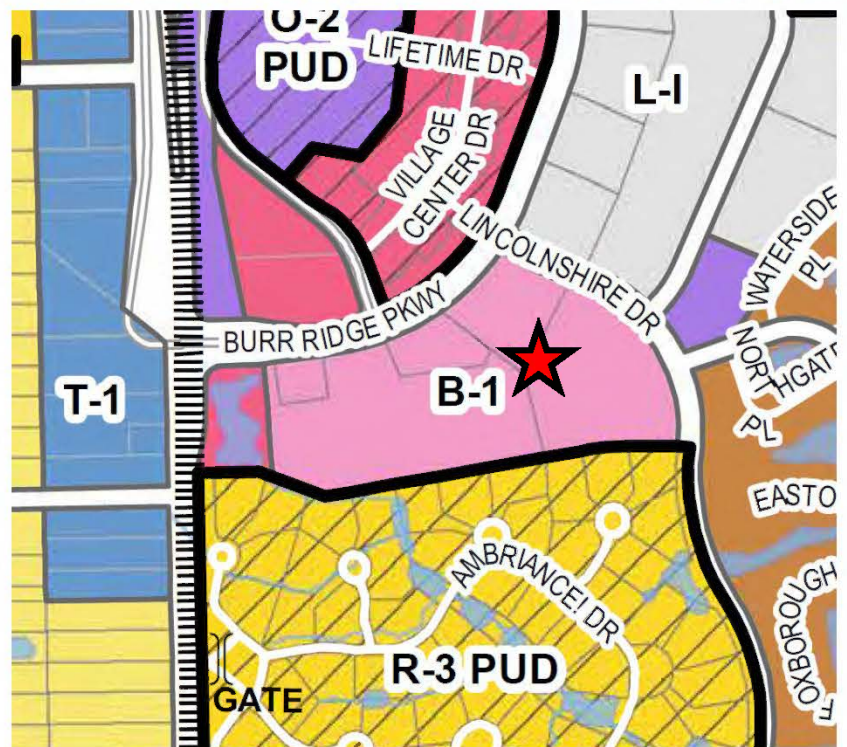 O-2
PUD
LIFETIME DR
L-I
VILLAGE
CENTER DR
LINCOLNSHIRE DR
WATERSIDE
PL
BURR RIDGE PKWY
NORT
HGATE
PL
T-1
B-1
EASTO
AMBRIANCE! DR
OXBOROUGH
R-3 PUD
GATE